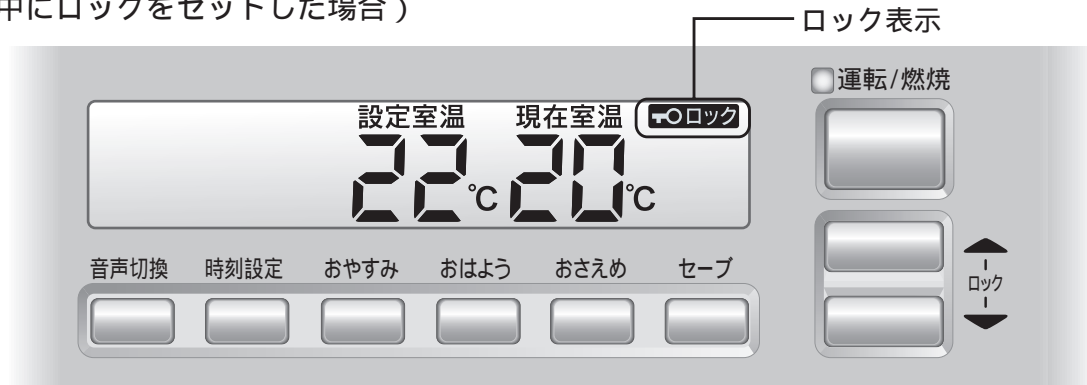 中にロックをセットした場合）
ロック表示
運転/燃焼
設定室温 現在室温 ロック
22℃ 20℃
音声切換 時刻設定 おやすみ おはよう おさえめ セーブ
ロック